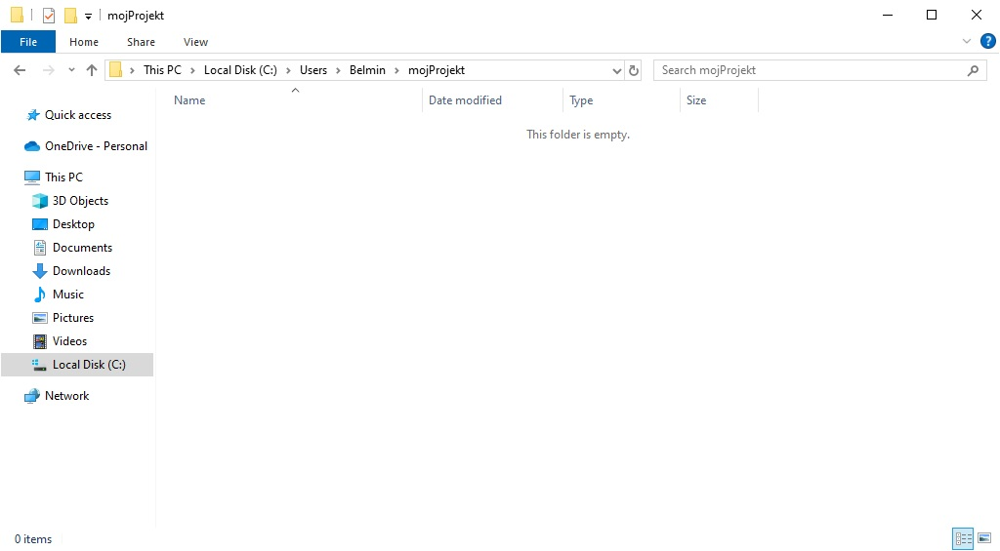 mojProjekt
File Home Share View
This PC Local Disk (C:) Users Belmin mojProjekt Search mojProjekt
Name Date modified Type Size
This folder is empty.
Quick access
OneDrive - Personal
This PC
3D Objects
Desktop
Documents
Downloads
Music
Pictures
Videos
Local Disk (C:)
Network
0 items